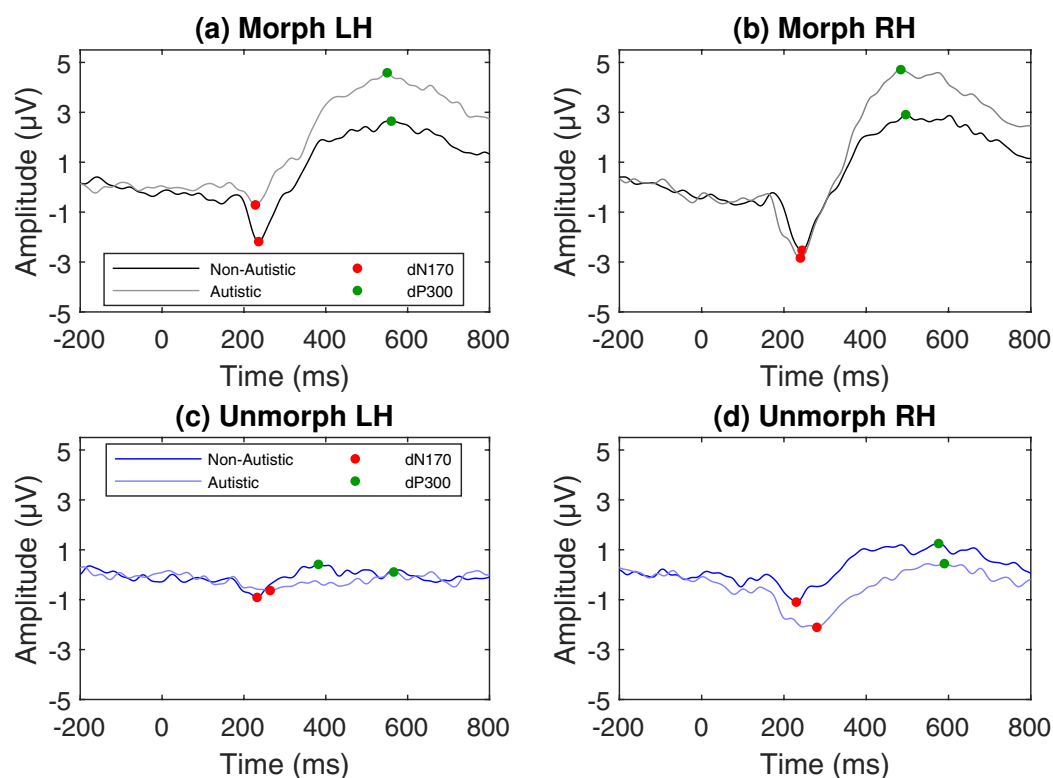 (a) Morph LH
5
3
1
-1
-3
-5
Amplitude (µV)
Non-Autistic
dN170
Autistic
dP300
-200 0 200 400 600 800
Time (ms)
(b) Morph RH
5
3
1
-1
-3
-5
Amplitude (µV)
-200 0 200 400 600 800
Time (ms)
(c) Unmorph LH
5
3
1
-1
-3
-5
Amplitude (µV)
Non-Autistic
dN170
Autistic
dP300
-200 0 200 400 600 800
Time (ms)
(d) Unmorph RH
5
3
1
-1
-3
-5
Amplitude (µV)
-200 0 200 400 600 800
Time (ms)